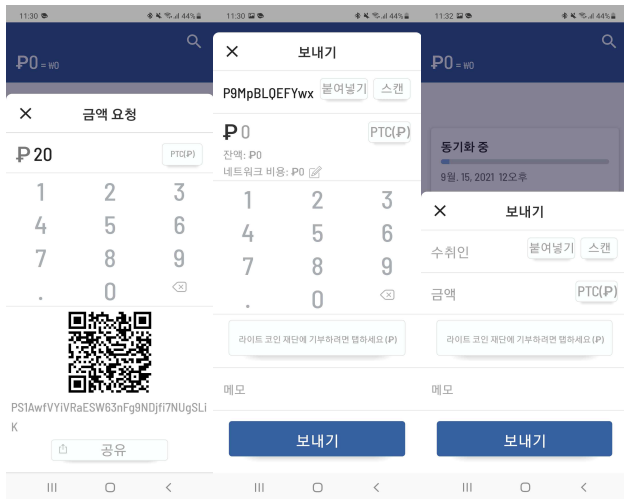 11:30
44%
₽0 = ₩0
금액 요청
₽ 20
PTC(₽)
1 2 3
4 5 6
7 8 9
. 0
PS1AwfVYiVRaESW63nFg9NDjfi7NUgSLi
K
공유
11:30
44%
보내기
P9MpBLQEFYwx 붙여넣기 스캔
₽ 0
PTC(₽)
잔액: ₽0
네트워크 비용: ₽0
1 2 3
4 5 6
7 8 9
. 0
라이트 코인 재단에 기부하려면 탭하세요 (₽)
메모
보내기
11:32
44%
₽0 = ₩0
동기화 중
9월. 15, 2021 12오후
보내기
수취인 붙여넣기 스캔
금액 PTC(₽)
라이트 코인 재단에 기부하려면 탭하세요 (₽)
메모
보내기